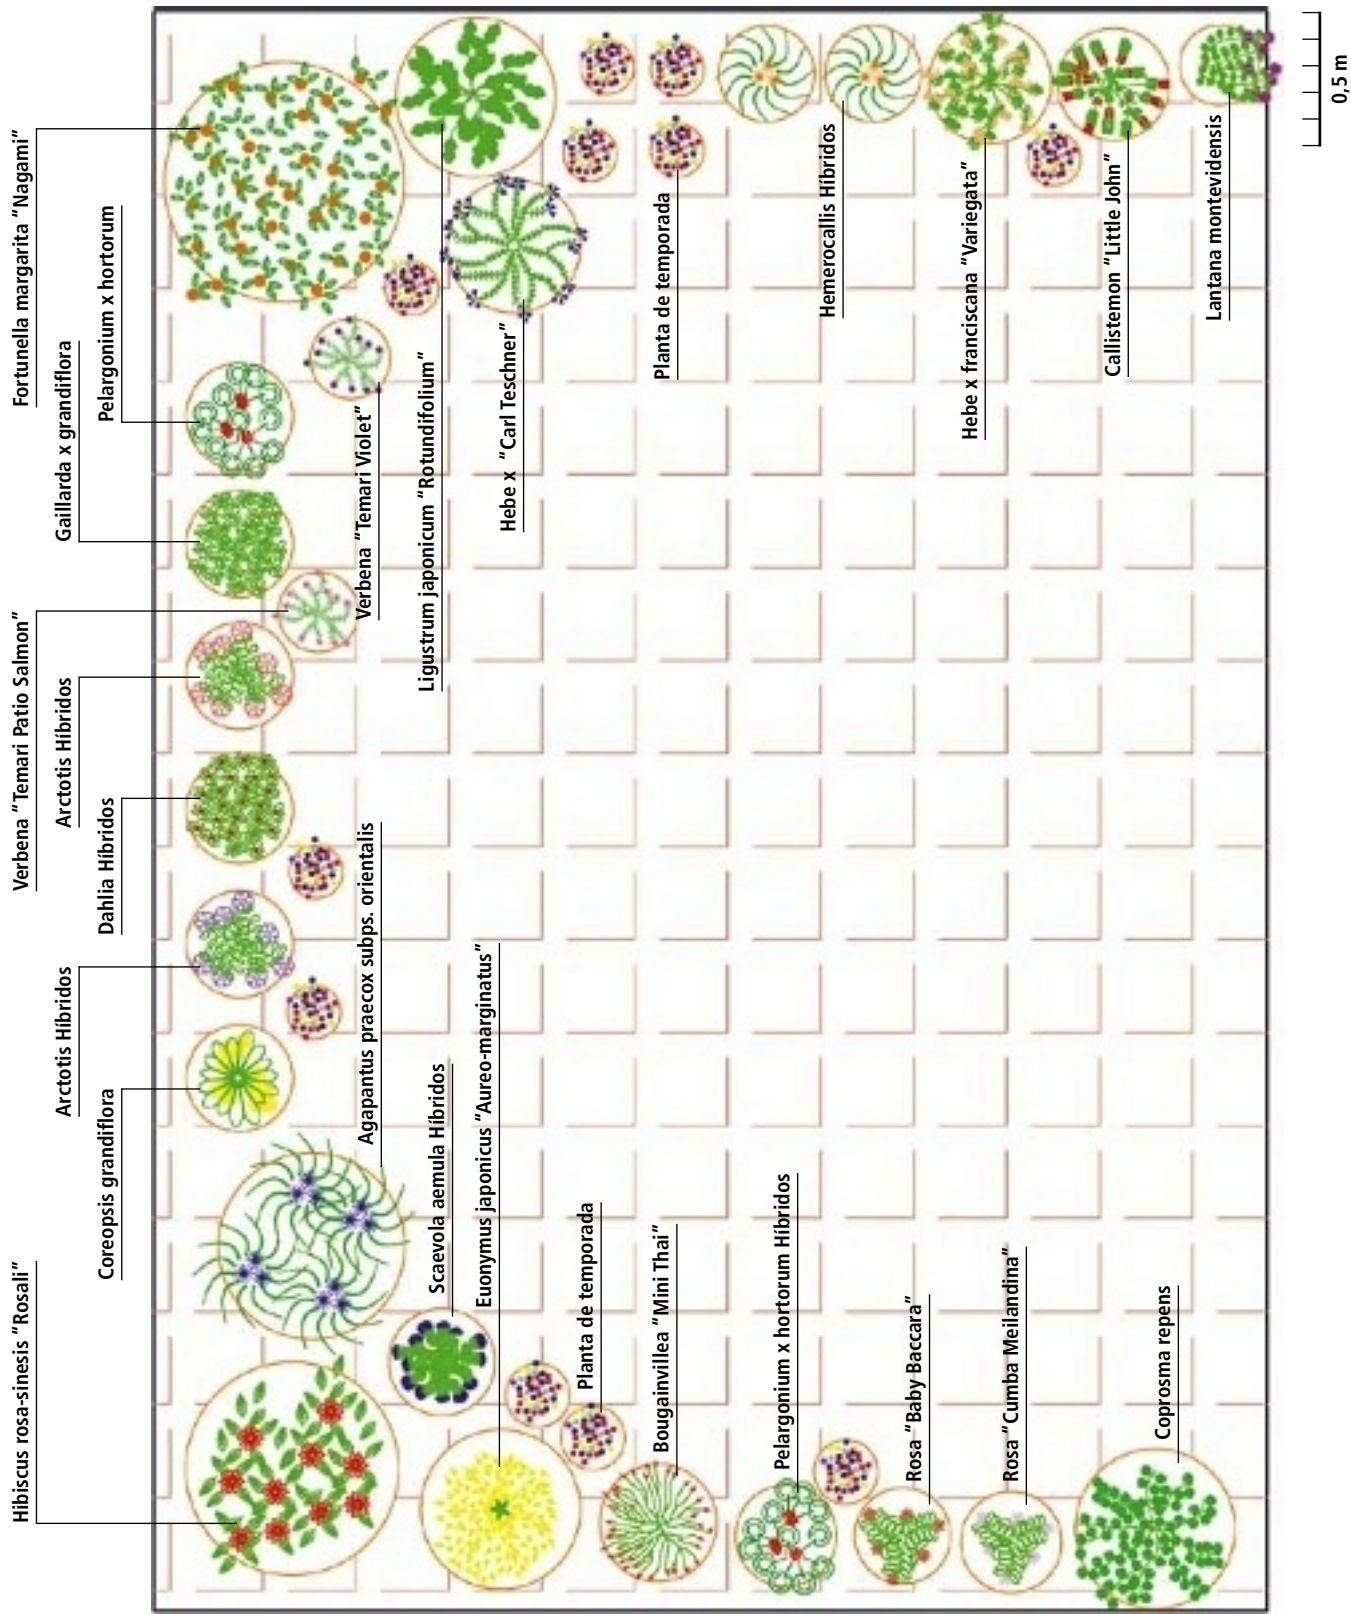 Hibiscus rosa-sinesis “Rosali”
Coreopsis grandiflora
Arctotis Híbridos
Dahlia Híbridos
Arctotis Híbridos
Verbena “Temari Patio Salmon”
Gaillarda x grandiflora
Pelargonium x hortorum
Fortunella margarita “Nagami”
Agapantus praecox subps. orientalis
Verbena “Temari Violet”
Scaevola aemula Híbridos
Ligustrum japonicum “Rotundifolium”
Euonymus japonicus “Aureo-marginatus”
Hebe x “Carl Teschner”
Planta de temporada
Bougainvillea “Mini Thai”
Planta de temporada
Pelargonium x hortorum Híbridos
Hemerocallis Híbridos
Rosa “Baby Baccara”
Hebe x franciscana “Variegata”
Rosa “Cumba Meilandina”
Callistemon “Little John”
Coprosma repens
Lantana montevidensis
0,5 m